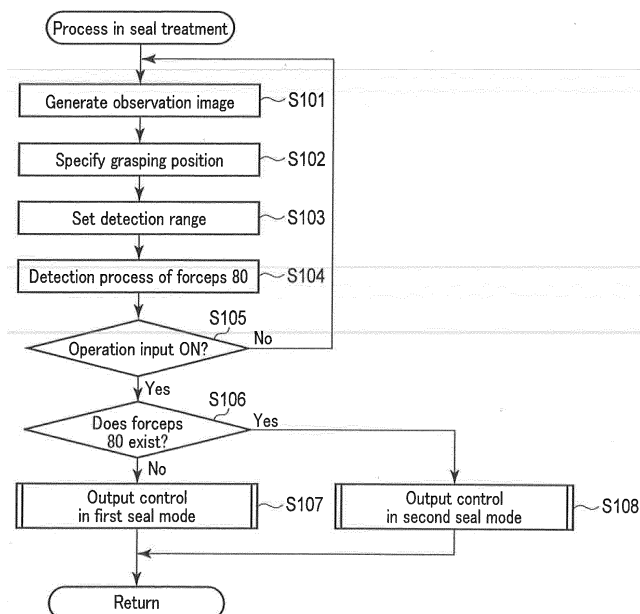 Process in seal treatment
Generate observation image
S101
Specify grasping position
S102
Set detection range
S103
Detection process of forceps 80
S104
S105
Operation input ON?
No
Yes
S106
Does forceps
80 exist?
Yes
No
Output control
in first seal mode
S107
Output control
in second seal mode
S108
Return